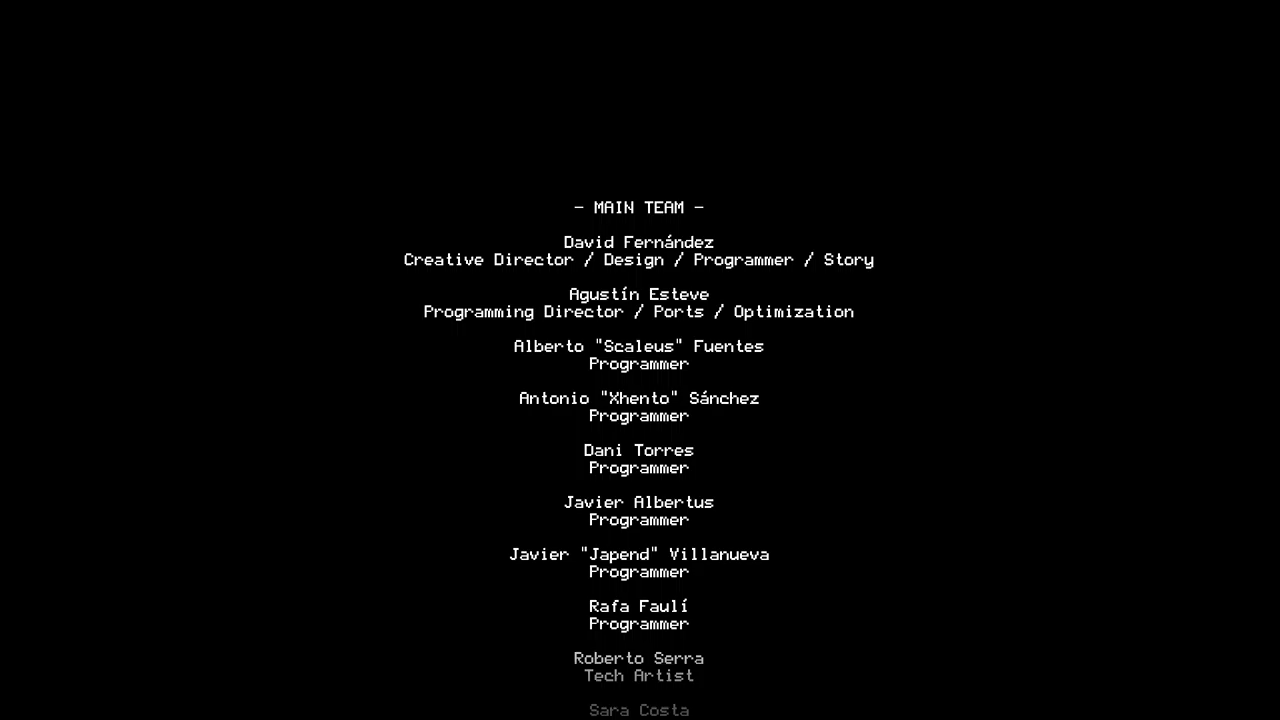 - MAIN TEAM -
David Fernández
Creative Director / Design / Programmer / Story
Agustín Esteve
Programming Director / Ports / Optimization
Alberto "Scaleus" Fuentes
Programmer
Antonio "Xhento" Sánchez
Programmer
Dani Torres
Programmer
Javier Albertus
Programmer
Javier "Japend" Villanueva
Programmer
Rafa Faulí
Programmer
Roberto Serra
Tech Artist
Sara Costa